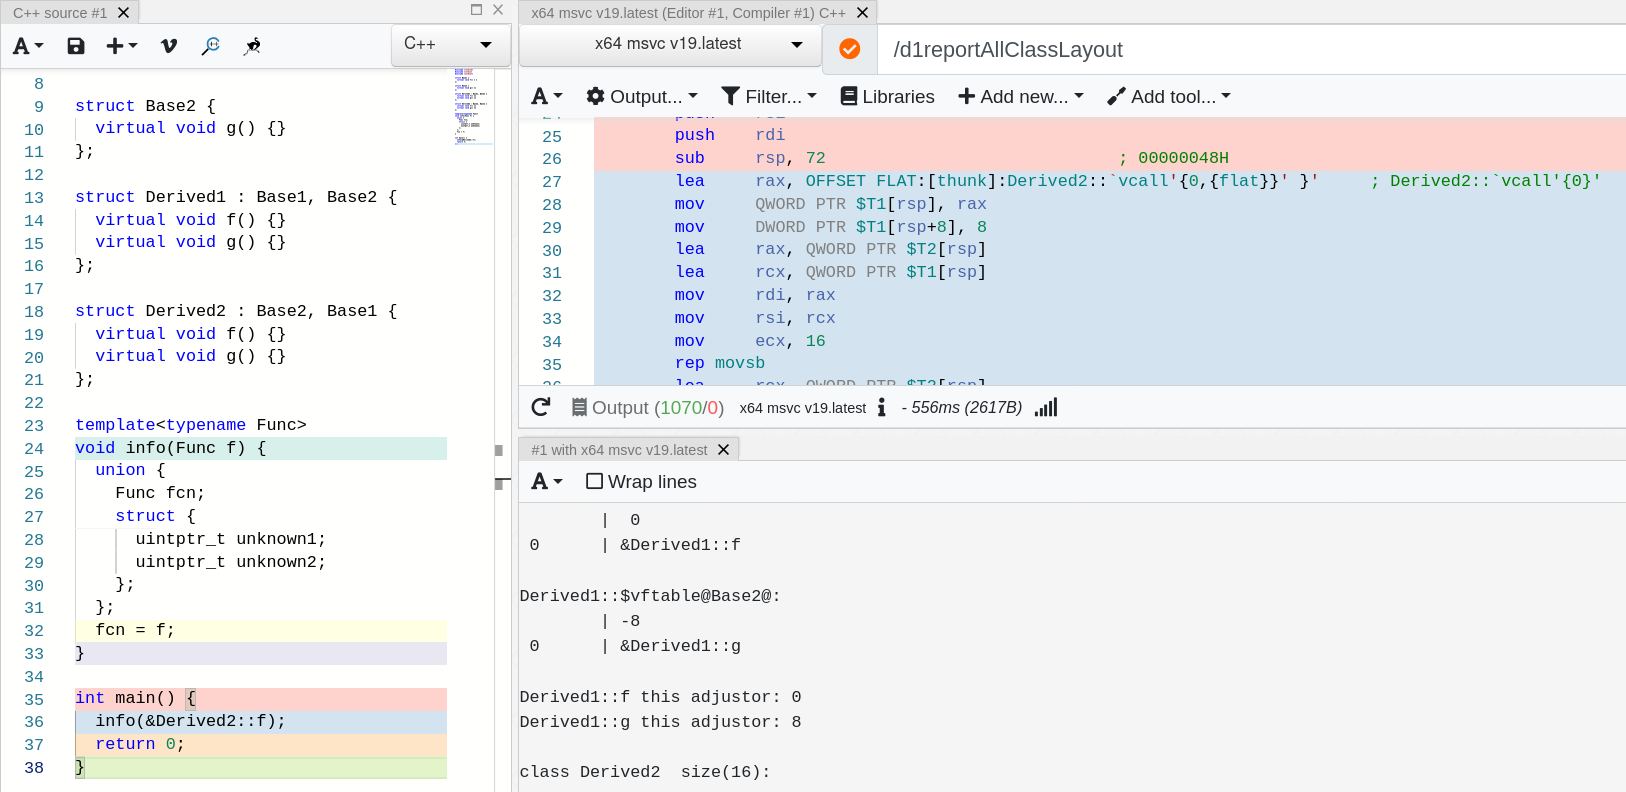 C++ source #1
A
C++
8
9 struct Base2 {
10 virtual void g() {}
11 };
12
13 struct Derived1 : Base1, Base2 {
14 virtual void f() {}
15 virtual void g() {}
16 };
17
18 struct Derived2 : Base2, Base1 {
19 virtual void f() {}
20 virtual void g() {}
21 };
22
23 template<typename Func>
24 void info(Func f) {
25 union {
26 Func fcn;
27 struct {
28 uintptr_t unknown1;
29 uintptr_t unknown2;
30 };
31 };
32 fcn = f;
33 }
34
35 int main() {
36 info(&Derived2::f);
37 return 0;
38 }
x64 msvc v19.latest (Editor #1, Compiler #1) C++
x64 msvc v19.latest
/d1reportAllClassLayout
A Output... Filter... Libraries Add new... Add tool...
25 push rdi
26 sub rsp, 72 ; 00000048H
27 lea rax, OFFSET FLAT:[thunk]:Derived2::`vcall'{0,{flat}}' }' ; Derived2::`vcall'{0}'
28 mov QWORD PTR $T1[rsp], rax
29 mov DWORD PTR $T1[rsp+8], 8
30 lea rax, QWORD PTR $T2[rsp]
31 lea rcx, QWORD PTR $T1[rsp]
32 mov rdi, rax
33 mov rsi, rcx
34 mov ecx, 16
35 rep movsb
36 lea rcx, QWORD PTR $T2[rsp]
Output (1070/0) x64 msvc v19.latest i - 556ms (2617B)
#1 with x64 msvc v19.latest
A Wrap lines
| 0
0 | &Derived1::f
Derived1::$vftable@Base2@:
| -8
0 | &Derived1::g
Derived1::f this adjustor: 0
Derived1::g this adjustor: 8
class Derived2 size(16):